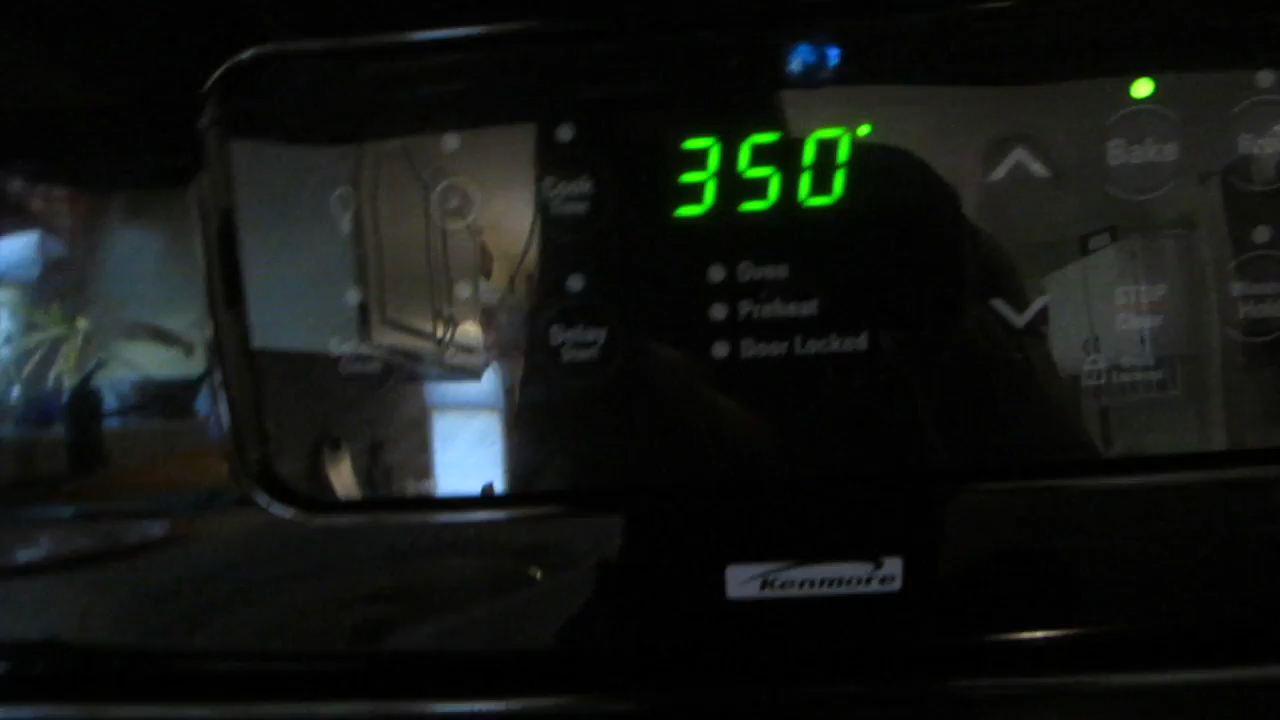 350°
Bake
Cook
Time
Oven
Preheat
Door Locked
Delay
Start
STOP
Clear
Kenmore